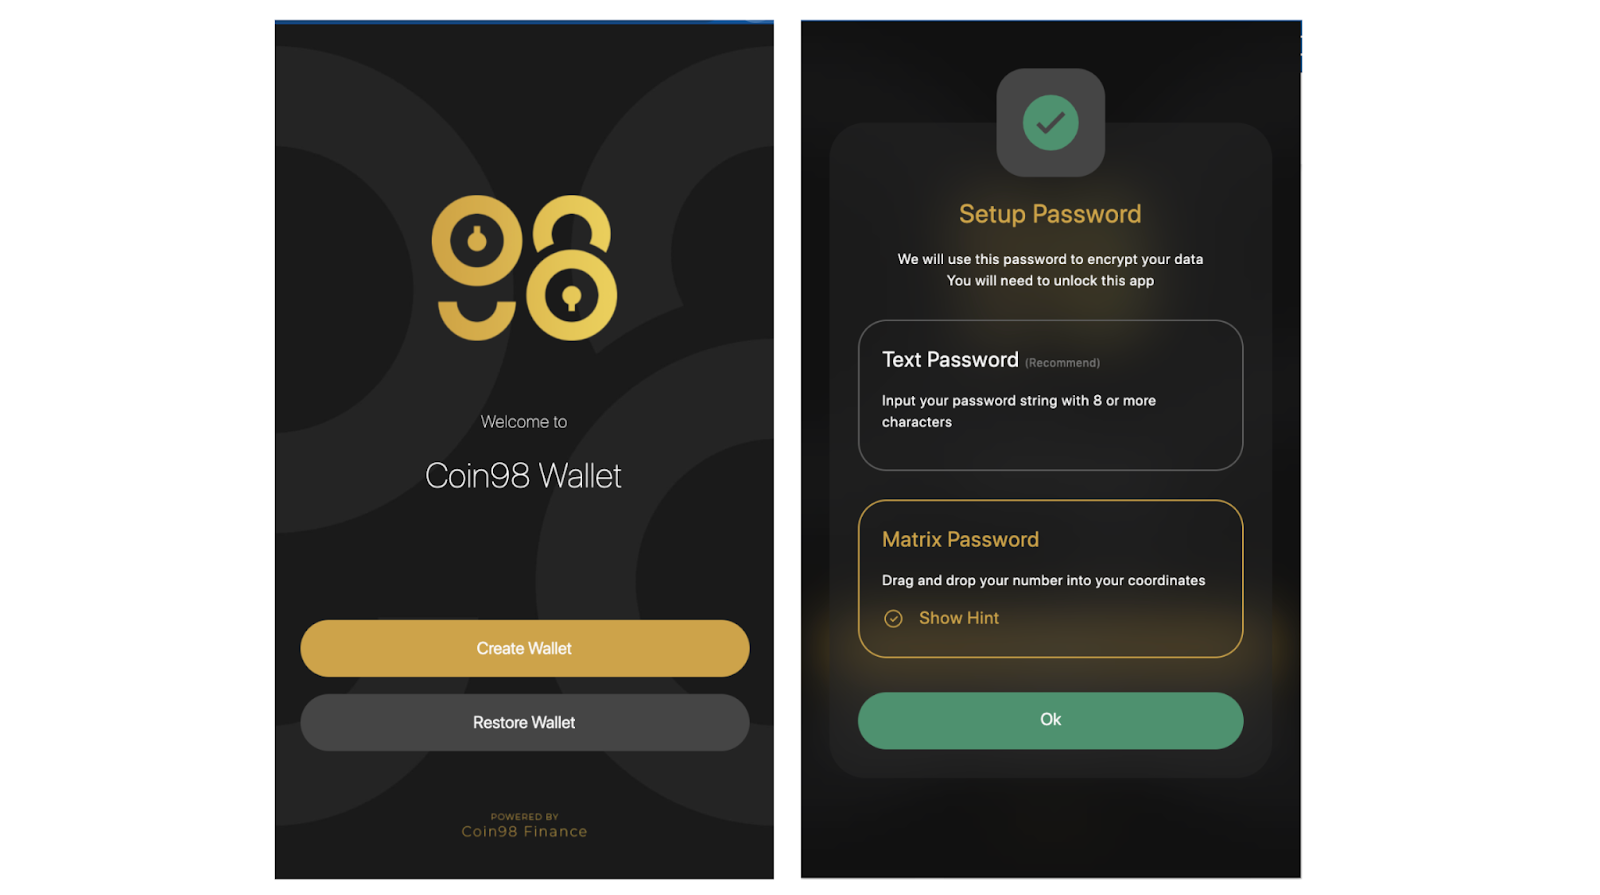 98
Welcome to
Coin98 Wallet
Create Wallet
Restore Wallet
POWERED BY
Coin98 Finance
Setup Password
We will use this password to encrypt your data
You will need to unlock this app
Text Password (Recommend)
Input your password string with 8 or more
characters
Matrix Password
Drag and drop your number into your coordinates
Show Hint
Ok